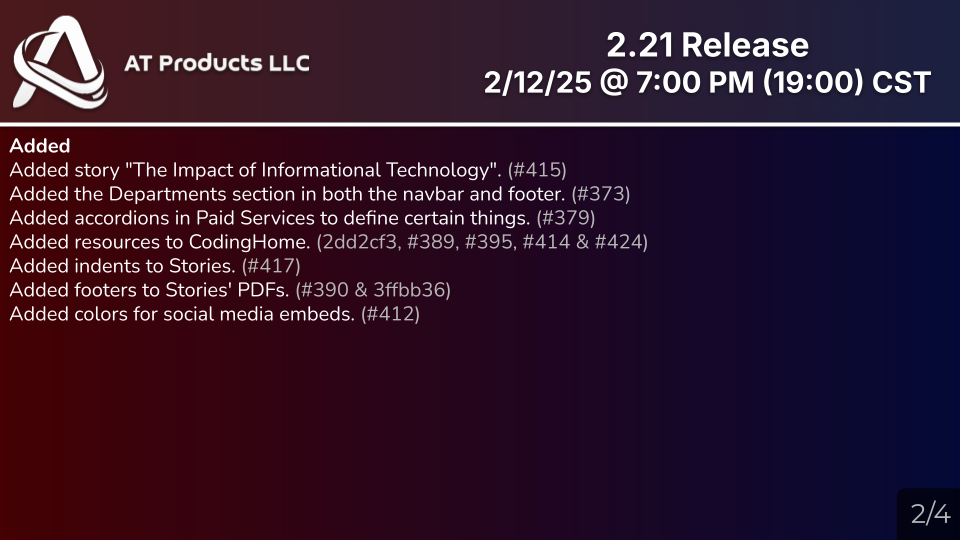 AT Products LLC
2.21 Release
2/12/25 @ 7:00 PM (19:00) CST
Added
Added story "The Impact of Informational Technology". (#415)
Added the Departments section in both the navbar and footer. (#373)
Added accordions in Paid Services to define certain things. (#379)
Added resources to CodingHome. (2dd2cf3, #389, #395, #414 & #424)
Added indents to Stories. (#417)
Added footers to Stories' PDFs. (#390 & 3ffbb36)
Added colors for social media embeds. (#412)
2/4